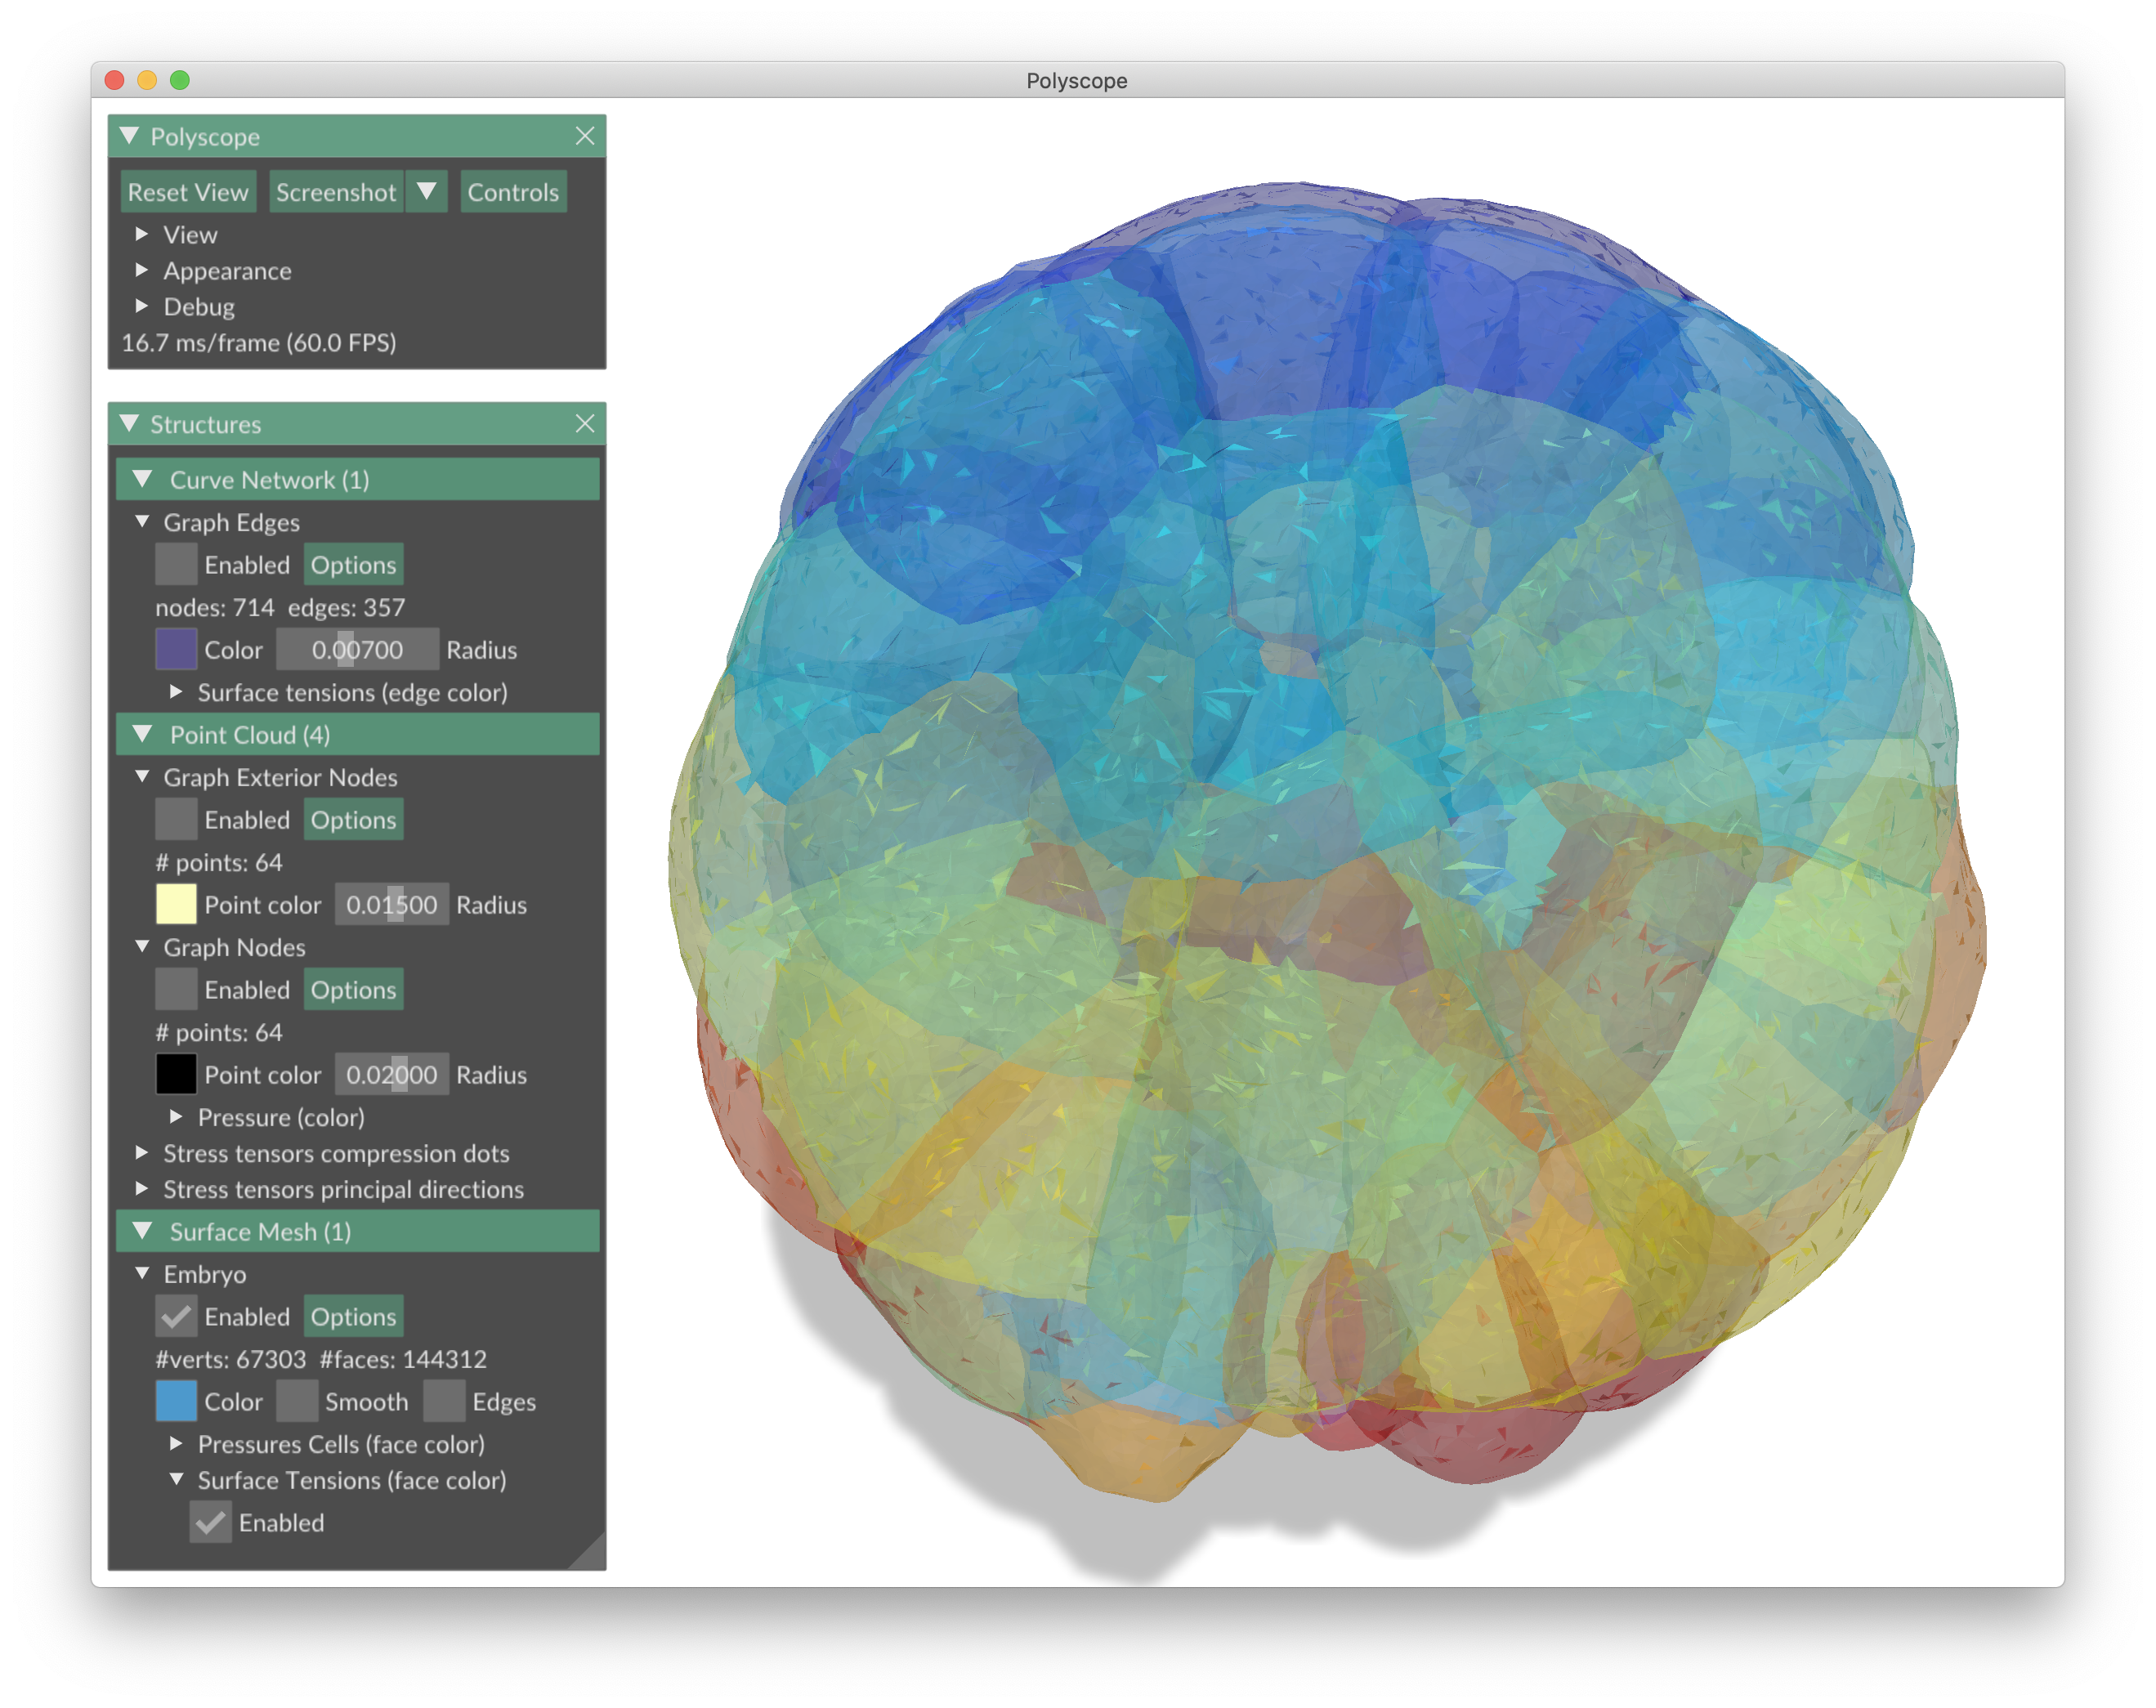 Polyscope
Polyscope
Reset View Screenshot Controls
View
Appearance
Debug
16.7 ms/frame (60.0 FPS)
Structures
Curve Network (1)
Graph Edges
Enabled Options
nodes: 714 edges: 357
Color 0.00700 Radius
Surface tensions (edge color)
Point Cloud (4)
Graph Exterior Nodes
Enabled Options
# points: 64
Point color 0.01500 Radius
Graph Nodes
Enabled Options
# points: 64
Point color 0.02000 Radius
Pressure (color)
Stress tensors compression dots
Stress tensors principal directions
Surface Mesh (1)
Embryo
Enabled Options
#verts: 67303 #faces: 144312
Color Smooth Edges
Pressures Cells (face color)
Surface Tensions (face color)
Enabled